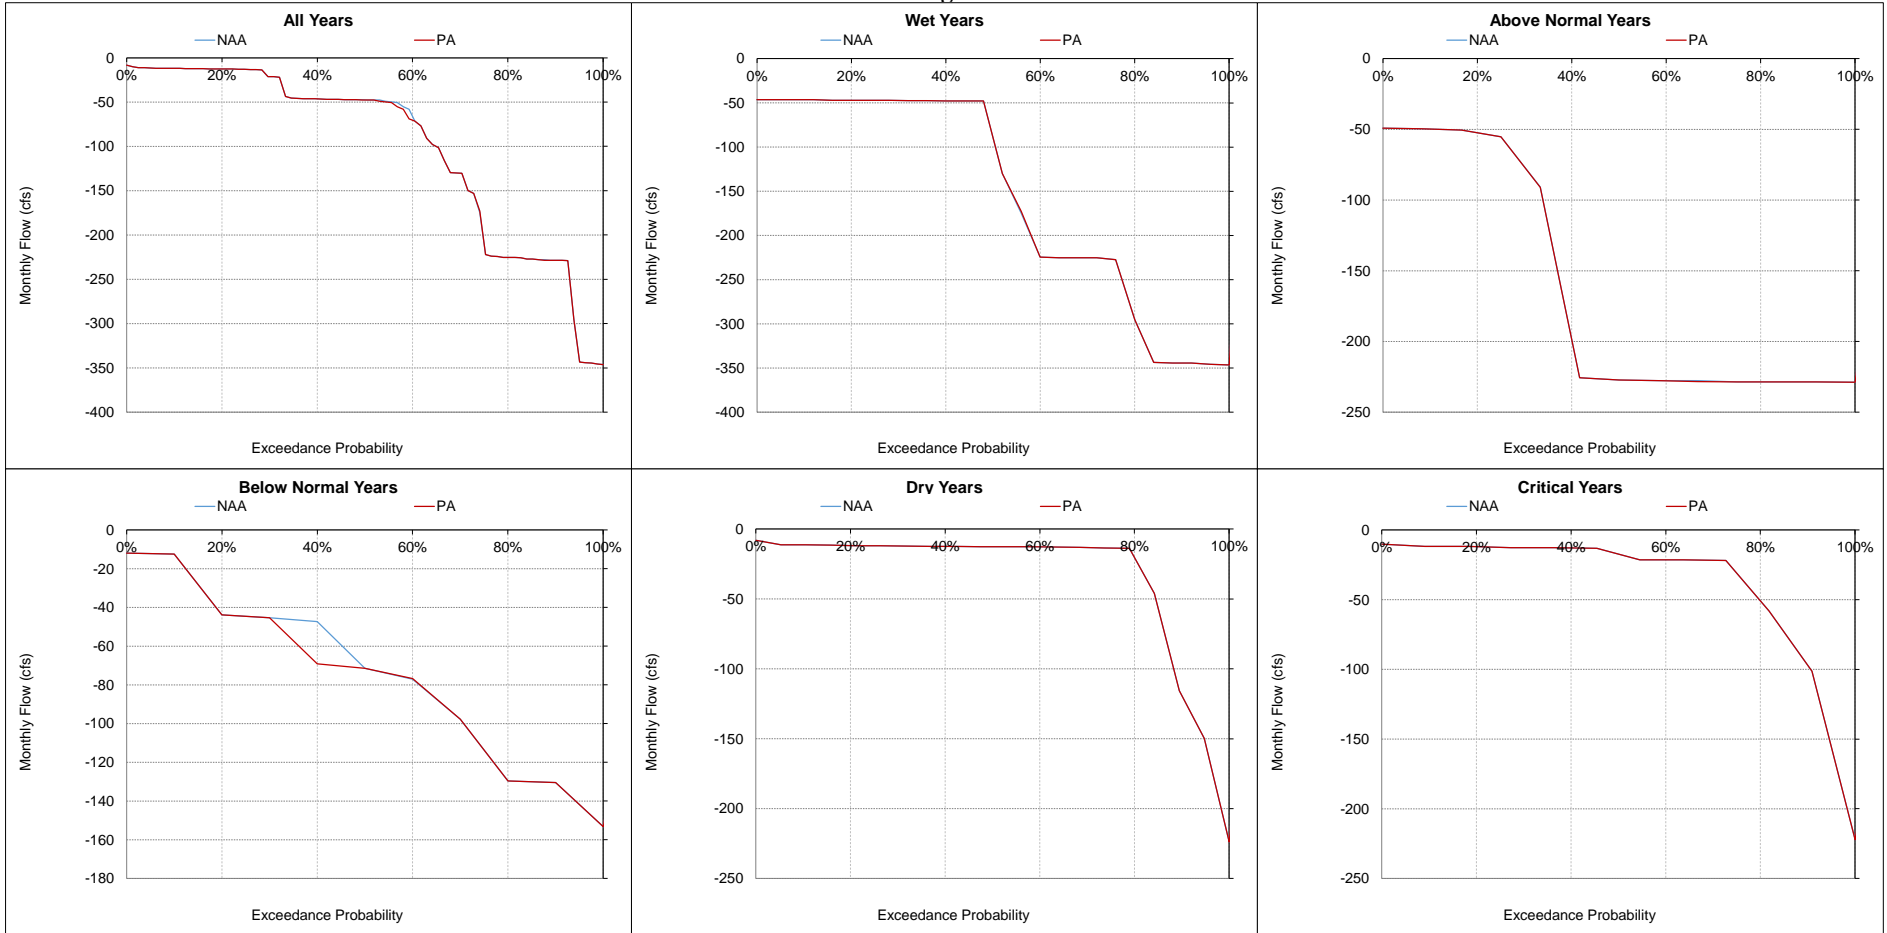 All Years
NAA PA
0
-50
-100
-150
-200
-250
-300
-350
-400
0% 20% 40% 60% 80% 100%
Monthly Flow (cfs)
Exceedance Probability
Wet Years
NAA PA
0
-50
-100
-150
-200
-250
-300
-350
-400
0% 20% 40% 60% 80% 100%
Monthly Flow (cfs)
Exceedance Probability
Above Normal Years
NAA PA
0
-50
-100
-150
-200
-250
0% 20% 40% 60% 80% 100%
Monthly Flow (cfs)
Exceedance Probability
Below Normal Years
NAA PA
0
-20
-40
-60
-80
-100
-120
-140
-160
-180
0% 20% 40% 60% 80% 100%
Monthly Flow (cfs)
Exceedance Probability
Dry Years
NAA PA
0
-50
-100
-150
-200
-250
0% 20% 40% 60% 80% 100%
Monthly Flow (cfs)
Exceedance Probability
Critical Years
NAA PA
0
-50
-100
-150
-200
-250
0% 20% 40% 60% 80% 100%
Monthly Flow (cfs)
Exceedance Probability